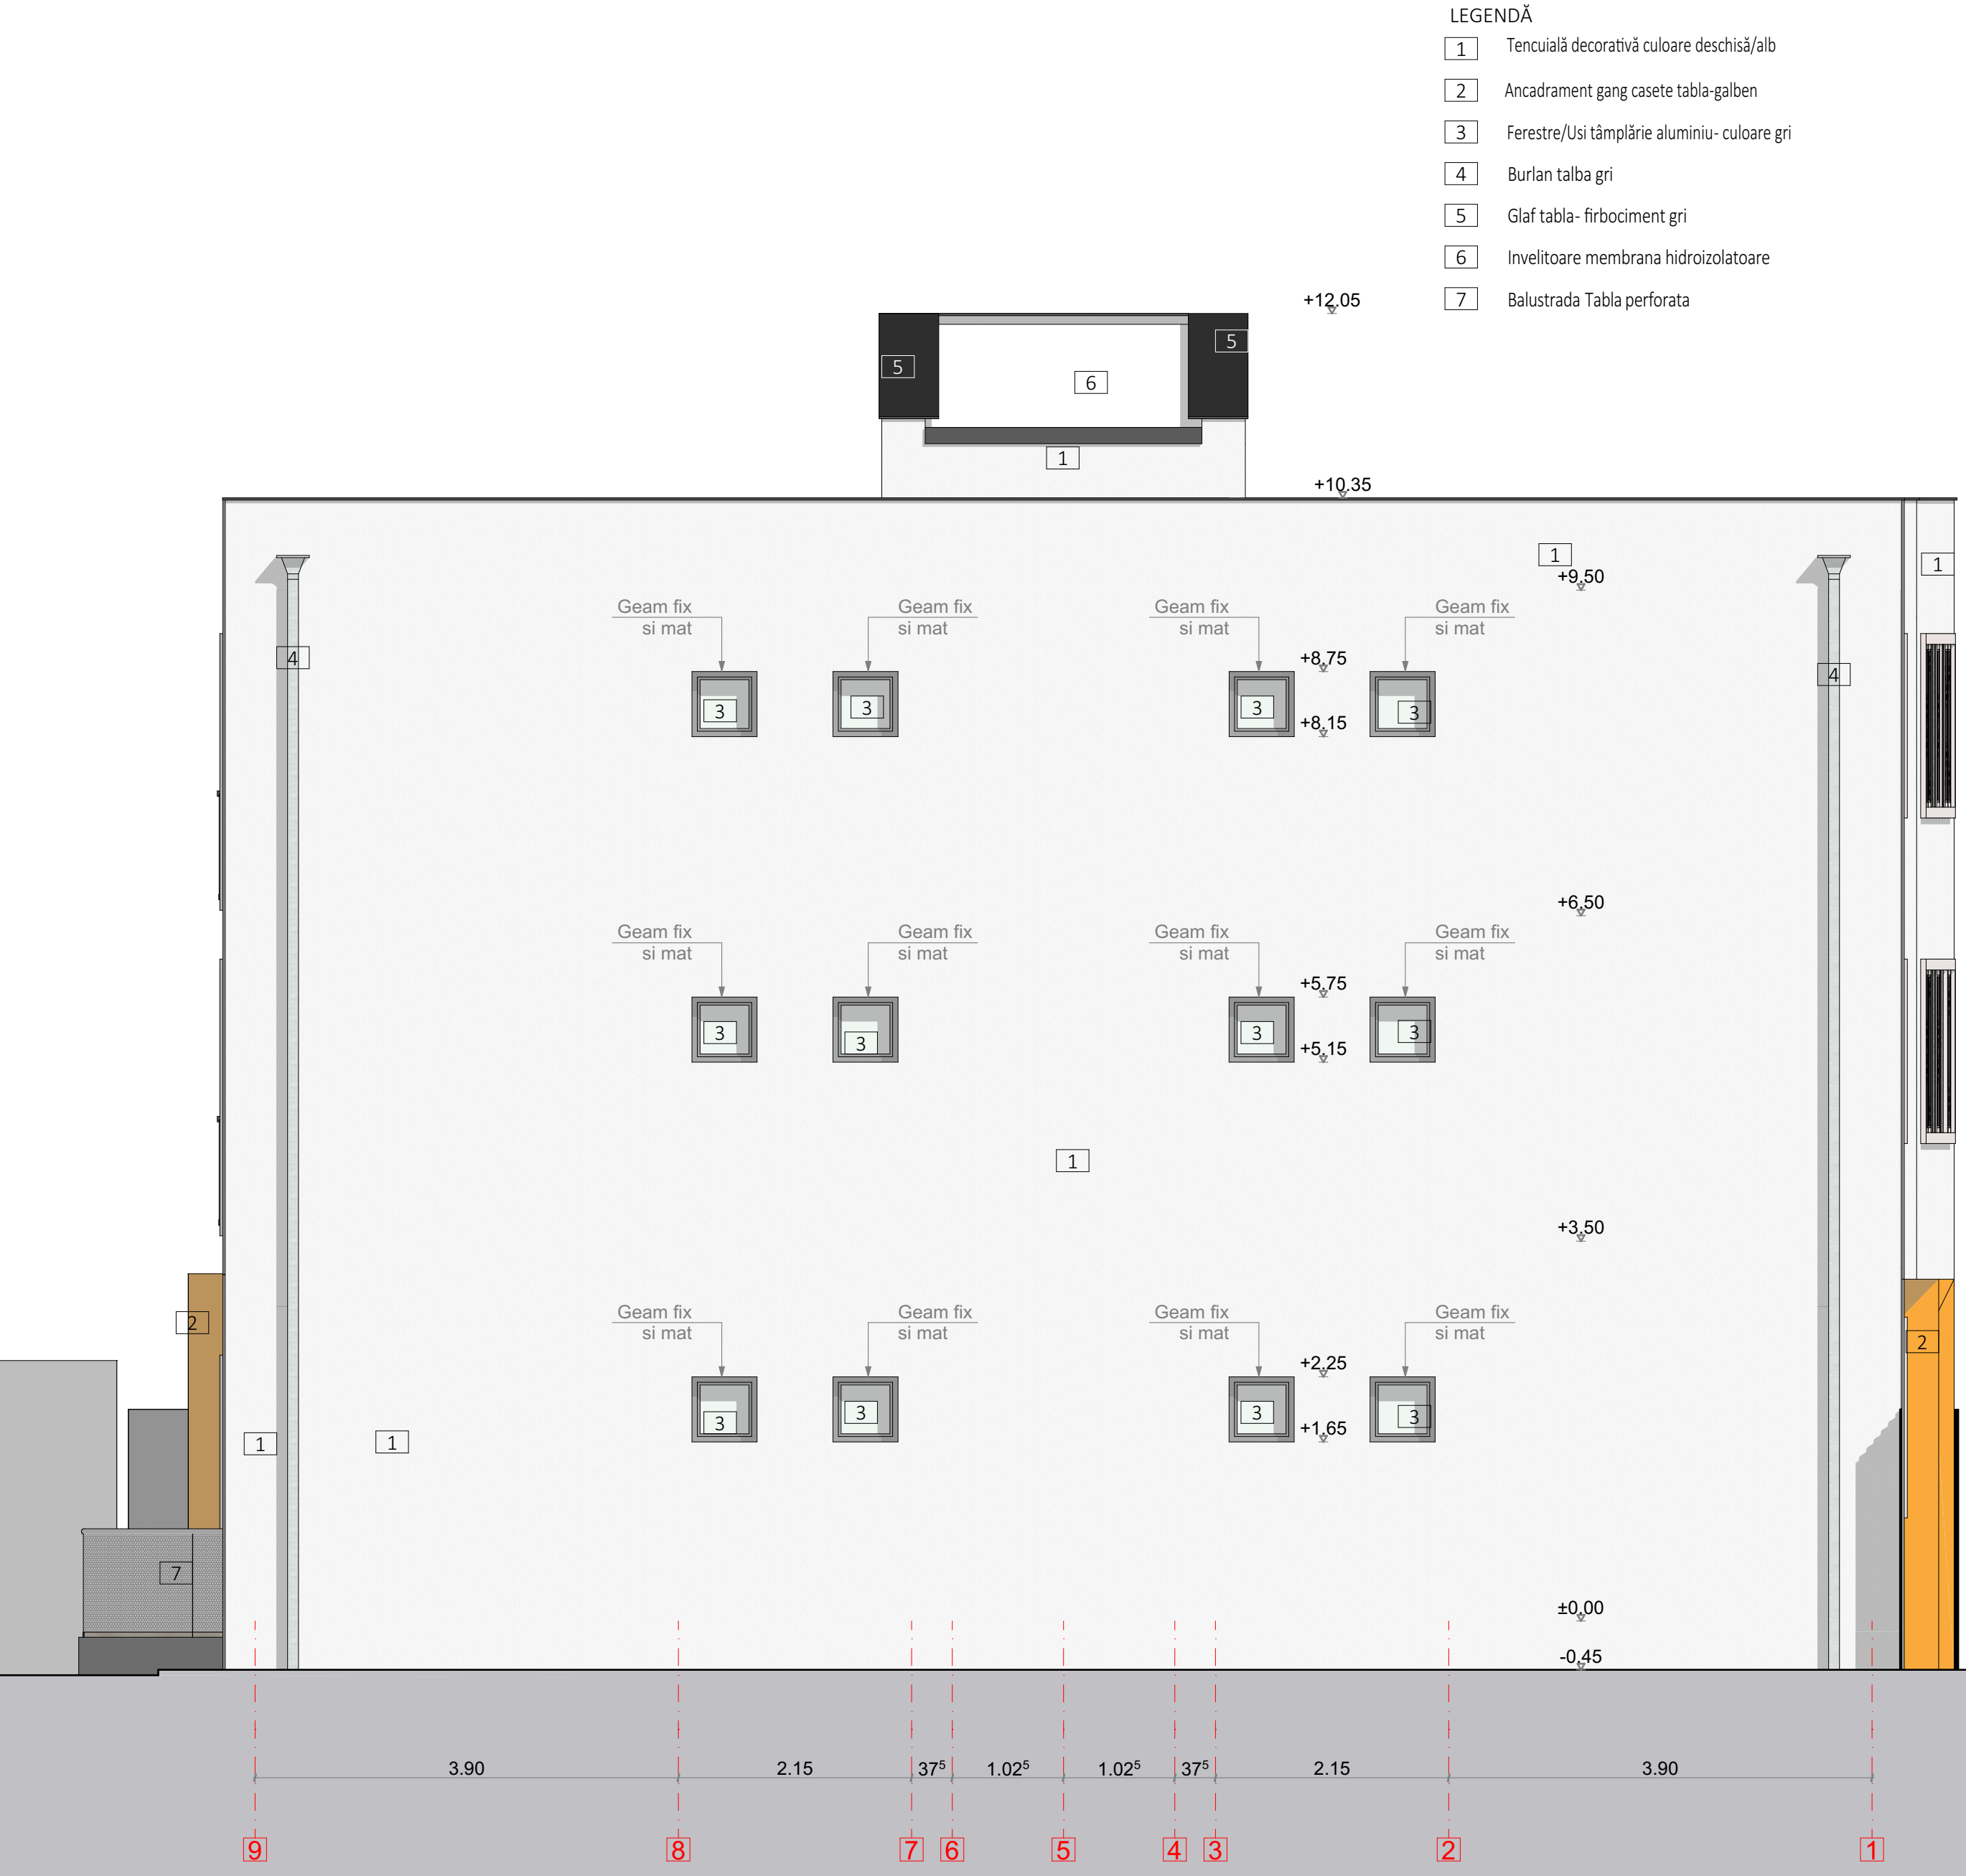 LEGENDĂ
1 Tencuială decorativă culoare deschisă/alb
2 Ancadrament gang casete tabla-galben
3 Ferestre/Usi tâmplărie aluminiu- culoare gri
4 Burlan talba gri
5 Glaf tabla- firbociment gri
6 Invelitoare membrana hidroizolatoare
7 Balustrada Tabla perforata
+12.05
5
5
6
1
+10.35
1
1
+9.50
Geam fix
si mat
Geam fix
si mat
Geam fix
si mat
Geam fix
si mat
4
+8.75
4
3
3
3
3
+8.15
+6.50
Geam fix
si mat
Geam fix
si mat
Geam fix
si mat
Geam fix
si mat
+5.75
3
3
3
3
+5.15
1
+3.50
Geam fix
si mat
Geam fix
si mat
Geam fix
si mat
Geam fix
si mat
2
2
+2.25
3
3
3
3
+1.65
1
1
7
±0.00
-0.45
3.90 2.15 37⁵ 1.02⁵ 1.02⁵ 37⁵ 2.15 3.90
9 8 7 6 5 4 3 2 1